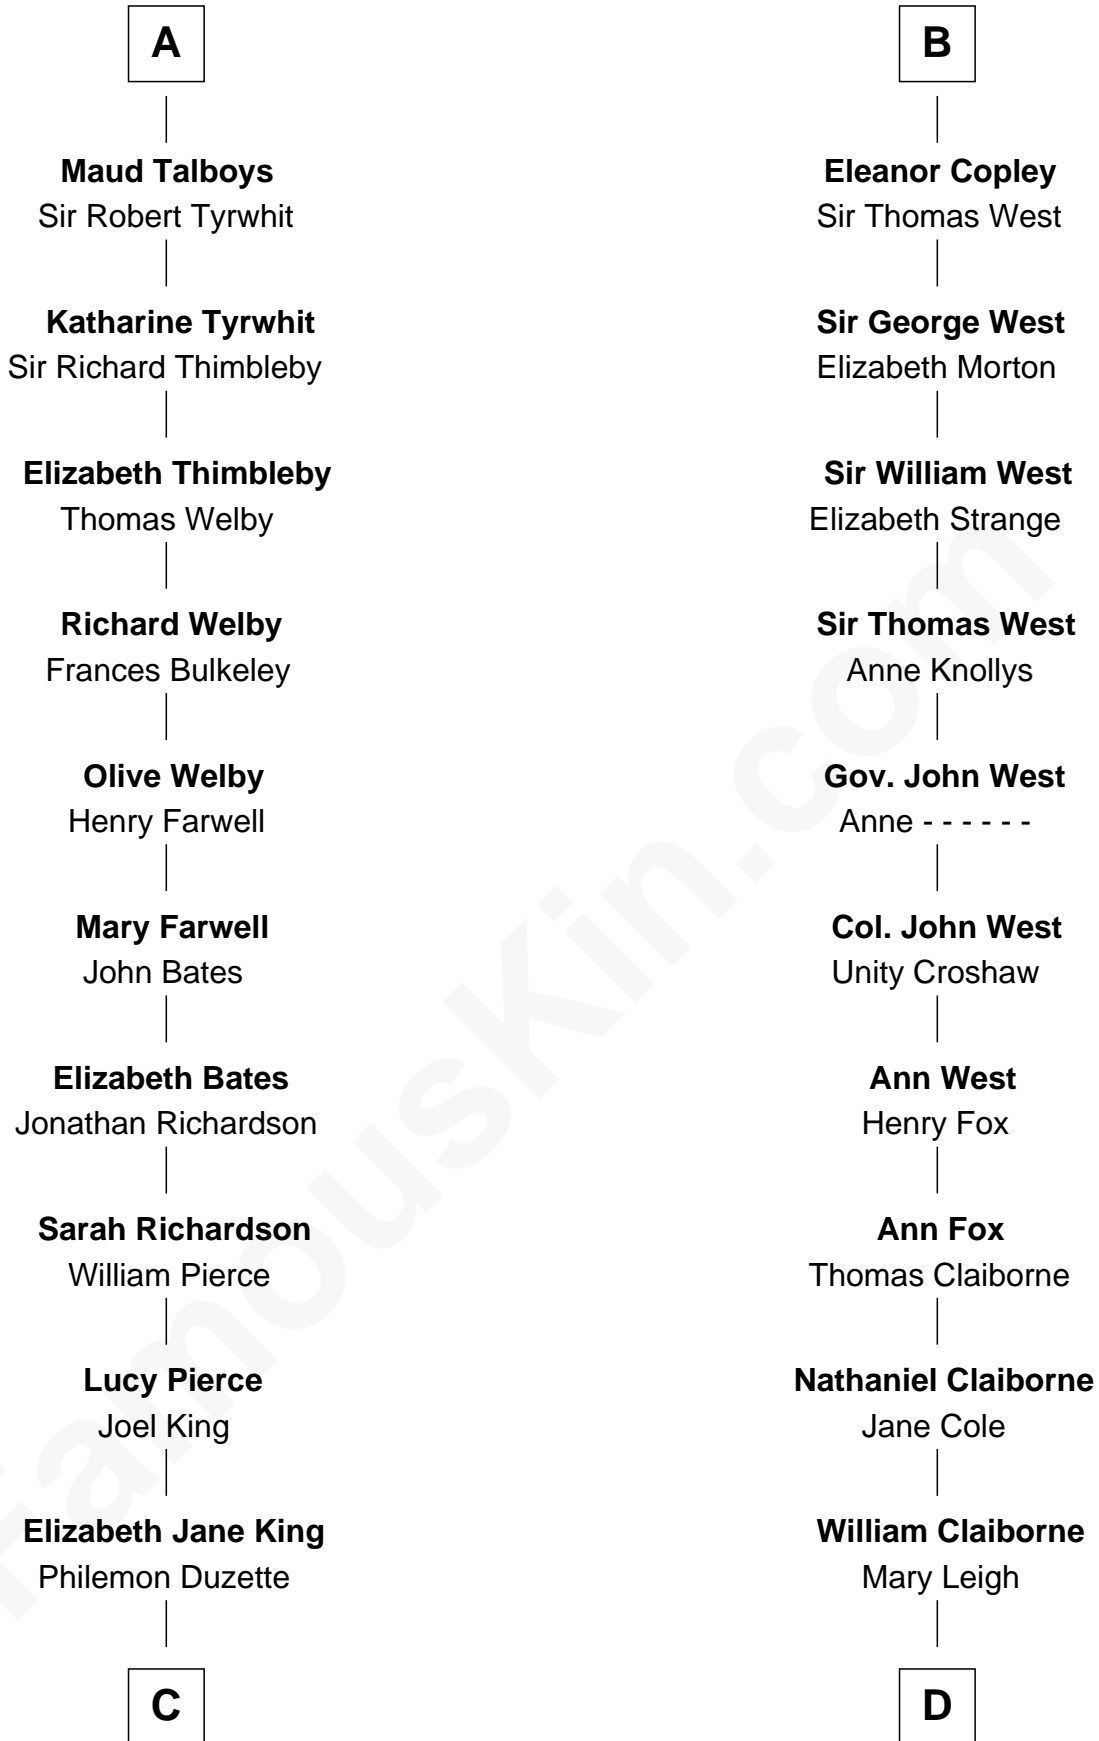 A
Maud Talboys
Sir Robert Tyrwhit
Katharine Tyrwhit
Sir Richard Thimbleby
Elizabeth Thimbleby
Thomas Welby
Richard Welby
Frances Bulkeley
Olive Welby
Henry Farwell
Mary Farwell
John Bates
Elizabeth Bates
Jonathan Richardson
Sarah Richardson
William Pierce
Lucy Pierce
Joel King
Elizabeth Jane King
Philemon Duzette
C
B
Eleanor Copley
Sir Thomas West
Sir George West
Elizabeth Morton
Sir William West
Elizabeth Strange
Sir Thomas West
Anne Knollys
Gov. John West
Anne - - - - - -
Col. John West
Unity Croshaw
Ann West
Henry Fox
Ann Fox
Thomas Claiborne
Nathaniel Claiborne
Jane Cole
William Claiborne
Mary Leigh
D
FamousKin.com